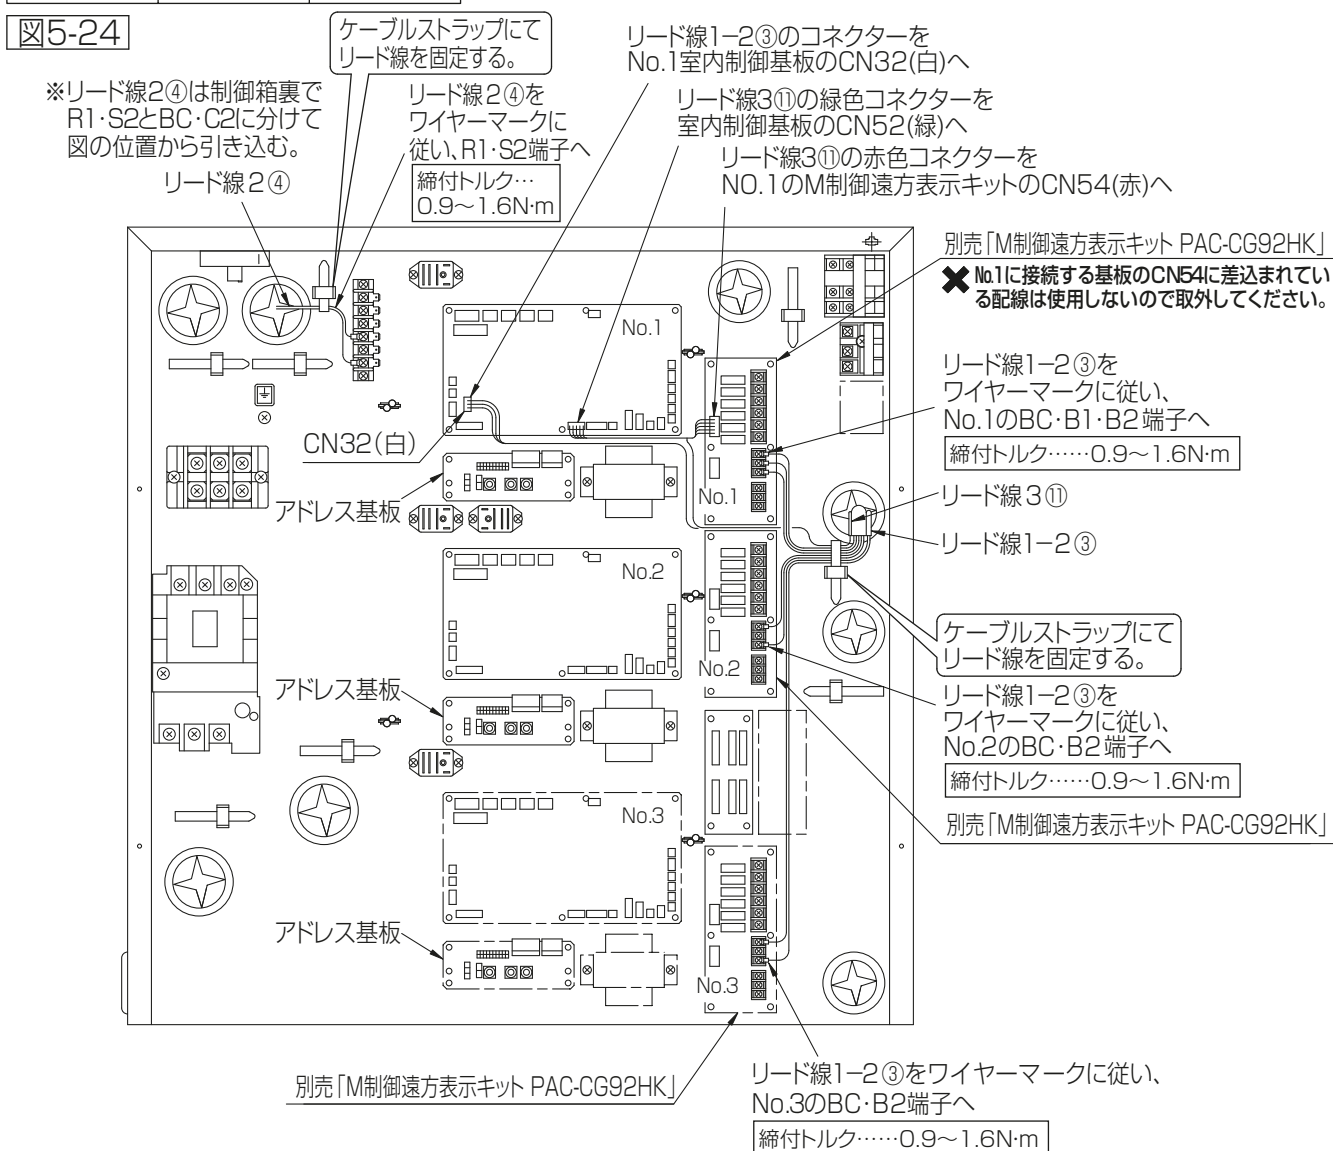 図5-24
ケーブルストラップにて
リード線を固定する。
リード線1−2③のコネクターを
No.1室内制御基板のCN32(白)へ
※リード線2④は制御箱裏で
R1・S2とBC・C2に分けて
図の位置から引き込む。
リード線2④を
ワイヤーマークに
従い、R1・S2端子へ
締付トルク…
0.9〜1.6N·m
リード線3⑪の緑色コネクターを
室内制御基板のCN52(緑)へ
リード線3⑪の赤色コネクターを
NO.1のM制御遠方表示キットのCN54(赤)へ
リード線2④
別売「M制御遠方表示キット PAC-CG92HK」
✖ №1に接続する基板のCN54に差込まれてい
る配線は使用しないので取外してください。
No.1
リード線1−2③を
ワイヤーマークに従い、
No.1のBC・B1・B2端子へ
締付トルク……0.9〜1.6N·m
CN32(白)
No.1
リード線3⑪
アドレス基板
リード線1−2③
No.2
ケーブルストラップにて
リード線を固定する。
No.2
アドレス基板
リード線1−2③を
ワイヤーマークに従い、
No.2のBC・B2端子へ
締付トルク……0.9〜1.6N·m
No.3
別売「M制御遠方表示キット PAC-CG92HK」
アドレス基板
No.3
別売「M制御遠方表示キット PAC-CG92HK」
リード線1−2③をワイヤーマークに従い、
No.3のBC・B2端子へ
締付トルク……0.9〜1.6N·m